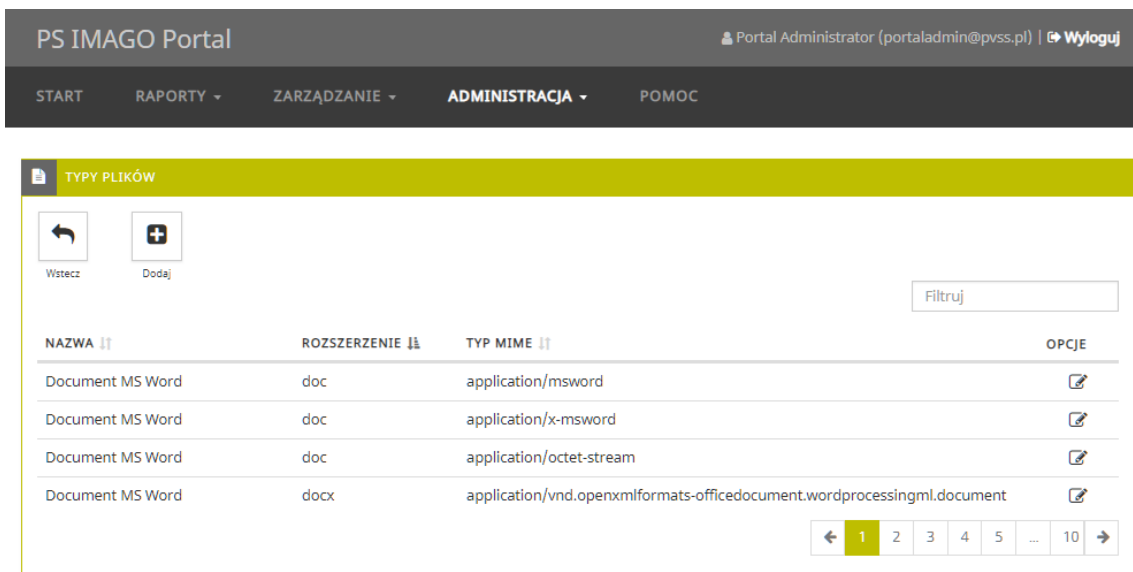 PS IMAGO Portal
Portal Administrator (portaladmin@pvss.pl) | Wyloguj
START RAPORTY ZARZĄDZANIE ADMINISTRACJA POMOC
TYPY PLIKÓW
Wstecz Dodaj
Filtruj
NAZWA ROZSZERZENIE TYP MIME OPCJE
Document MS Word doc application/msword
Document MS Word doc application/x-msword
Document MS Word doc application/octet-stream
Document MS Word docx application/vnd.openxmlformats-officedocument.wordprocessingml.document
1 2 3 4 5 ... 10